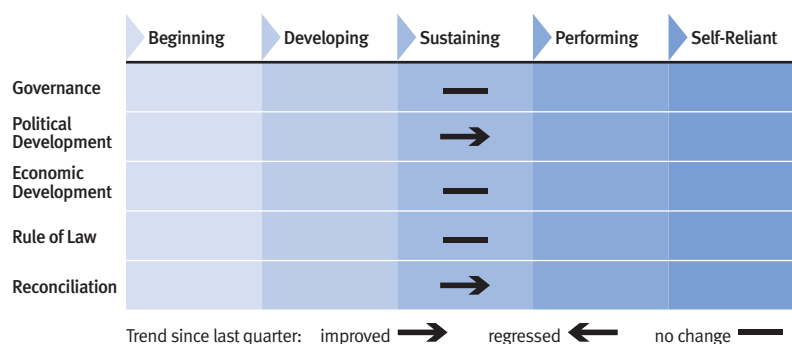 Beginning Developing Sustaining Performing Self-Reliant
Governance
Political
Development
Economic
Development
Rule of Law
Reconciliation
Trend since last quarter: improved regressed no change